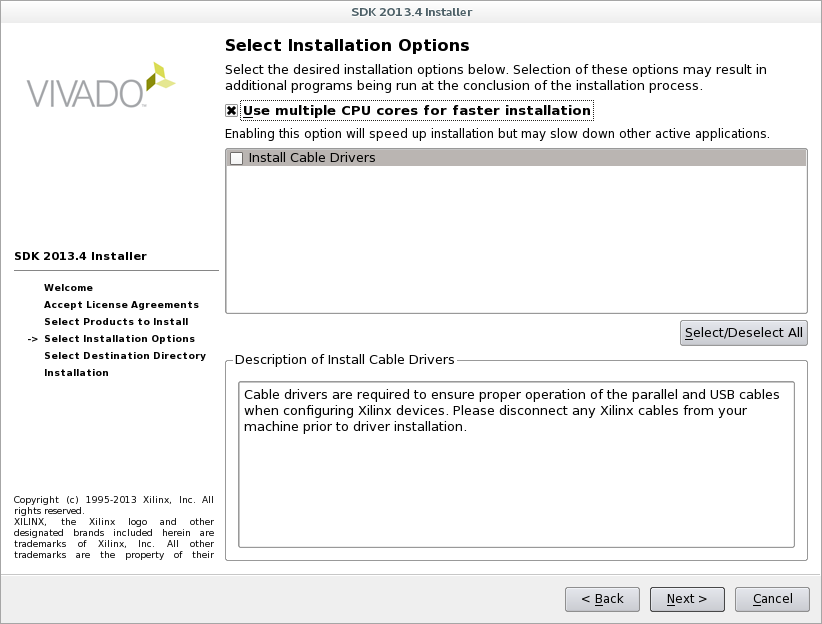 SDK 2013.4 Installer
VIVADO™
Select Installation Options
Select the desired installation options below. Selection of these options may result in
additional programs being run at the conclusion of the installation process.
Use multiple CPU cores for faster installation
Enabling this option will speed up installation but may slow down other active applications.
Install Cable Drivers
Select/Deselect All
SDK 2013.4 Installer
Welcome
Accept License Agreements
Select Products to Install
-> Select Installation Options
Select Destination Directory
Installation
Description of Install Cable Drivers
Cable drivers are required to ensure proper operation of the parallel and USB cables
when configuring Xilinx devices. Please disconnect any Xilinx cables from your
machine prior to driver installation.
Copyright (c) 1995-2013 Xilinx, Inc. All
rights reserved.
XILINX, the Xilinx logo and other
designated brands included herein are
trademarks of Xilinx, Inc. All other
trademarks are the property of their
< Back
Next >
Cancel